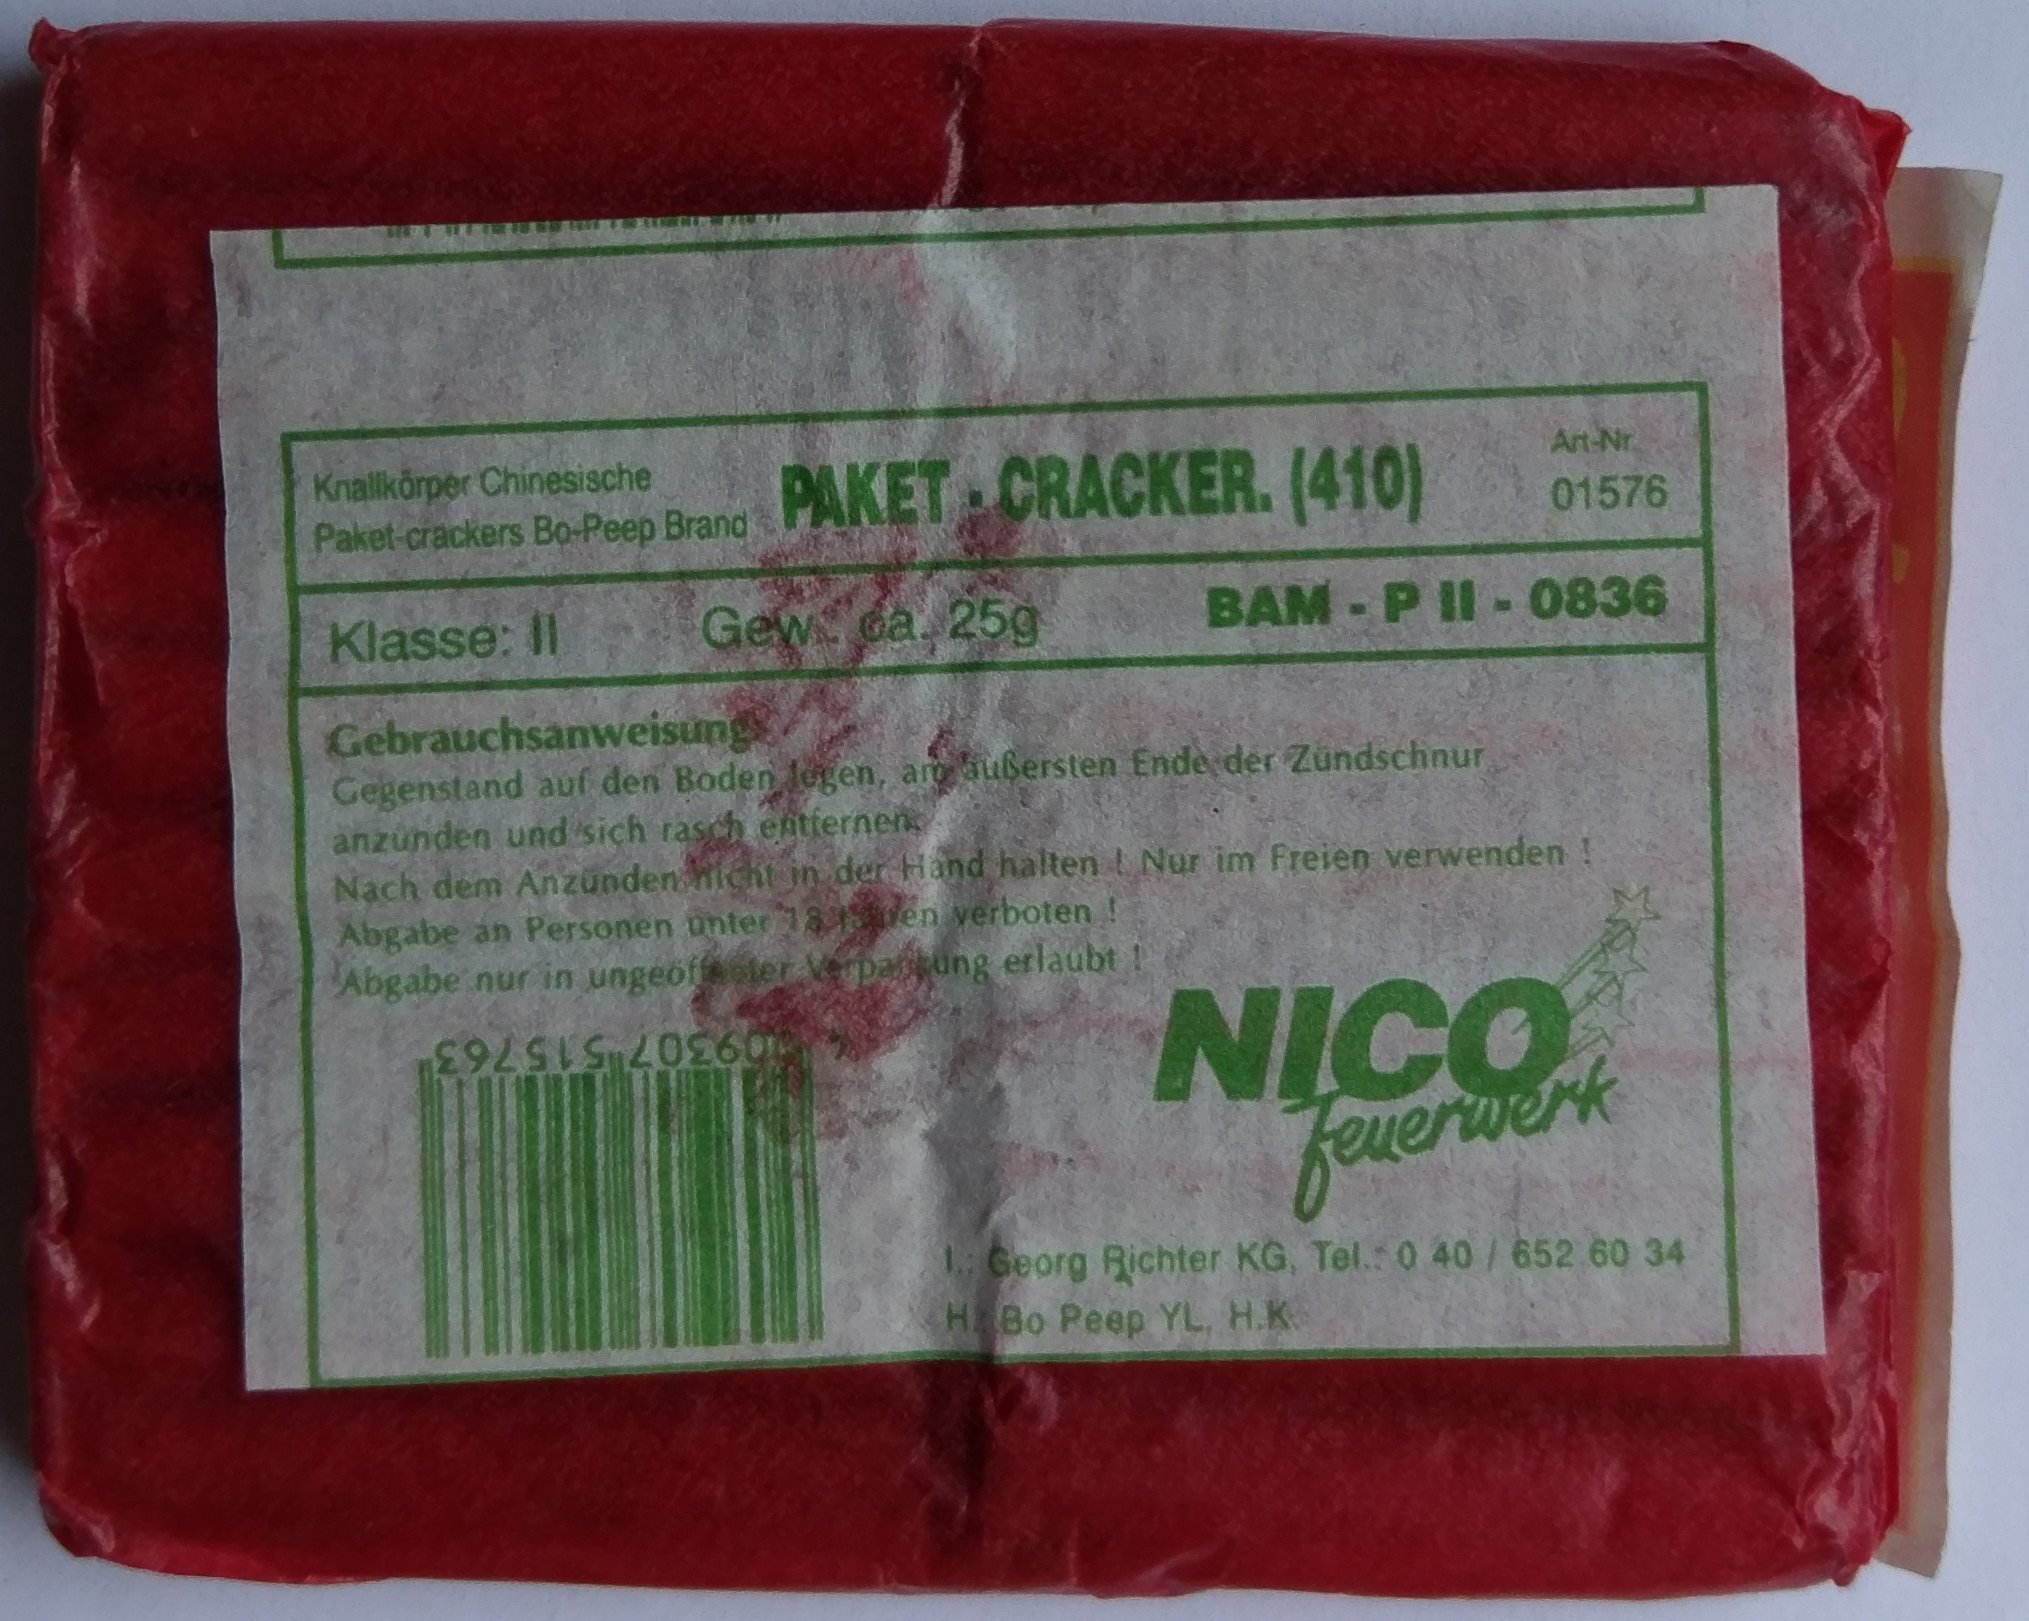 Knallkörper Chinesische
Paket-crackers Bo-Peep Brand
PAKET - CRACKER. (410)
Art-Nr
01576
Klasse: II Gew.: ca. 25g BAM - P II - 0836
Gebrauchsanweisung
Gegenstand auf den Boden legen, am äußersten Ende der Zündschnur
anzünden und sich rasch entfernen.
Nach dem Anzünden nicht in der Hand halten ! Nur im Freien verwenden !
Abgabe an Personen unter 18 Jahren verboten !
Abgabe nur in ungeöffneter Verpackung erlaubt !
4 009307 515763
NICO
feuerwerk
I.: Georg Richter KG, Tel.: 0 40 / 652 60 34
H. Bo Peep YL, H.K.